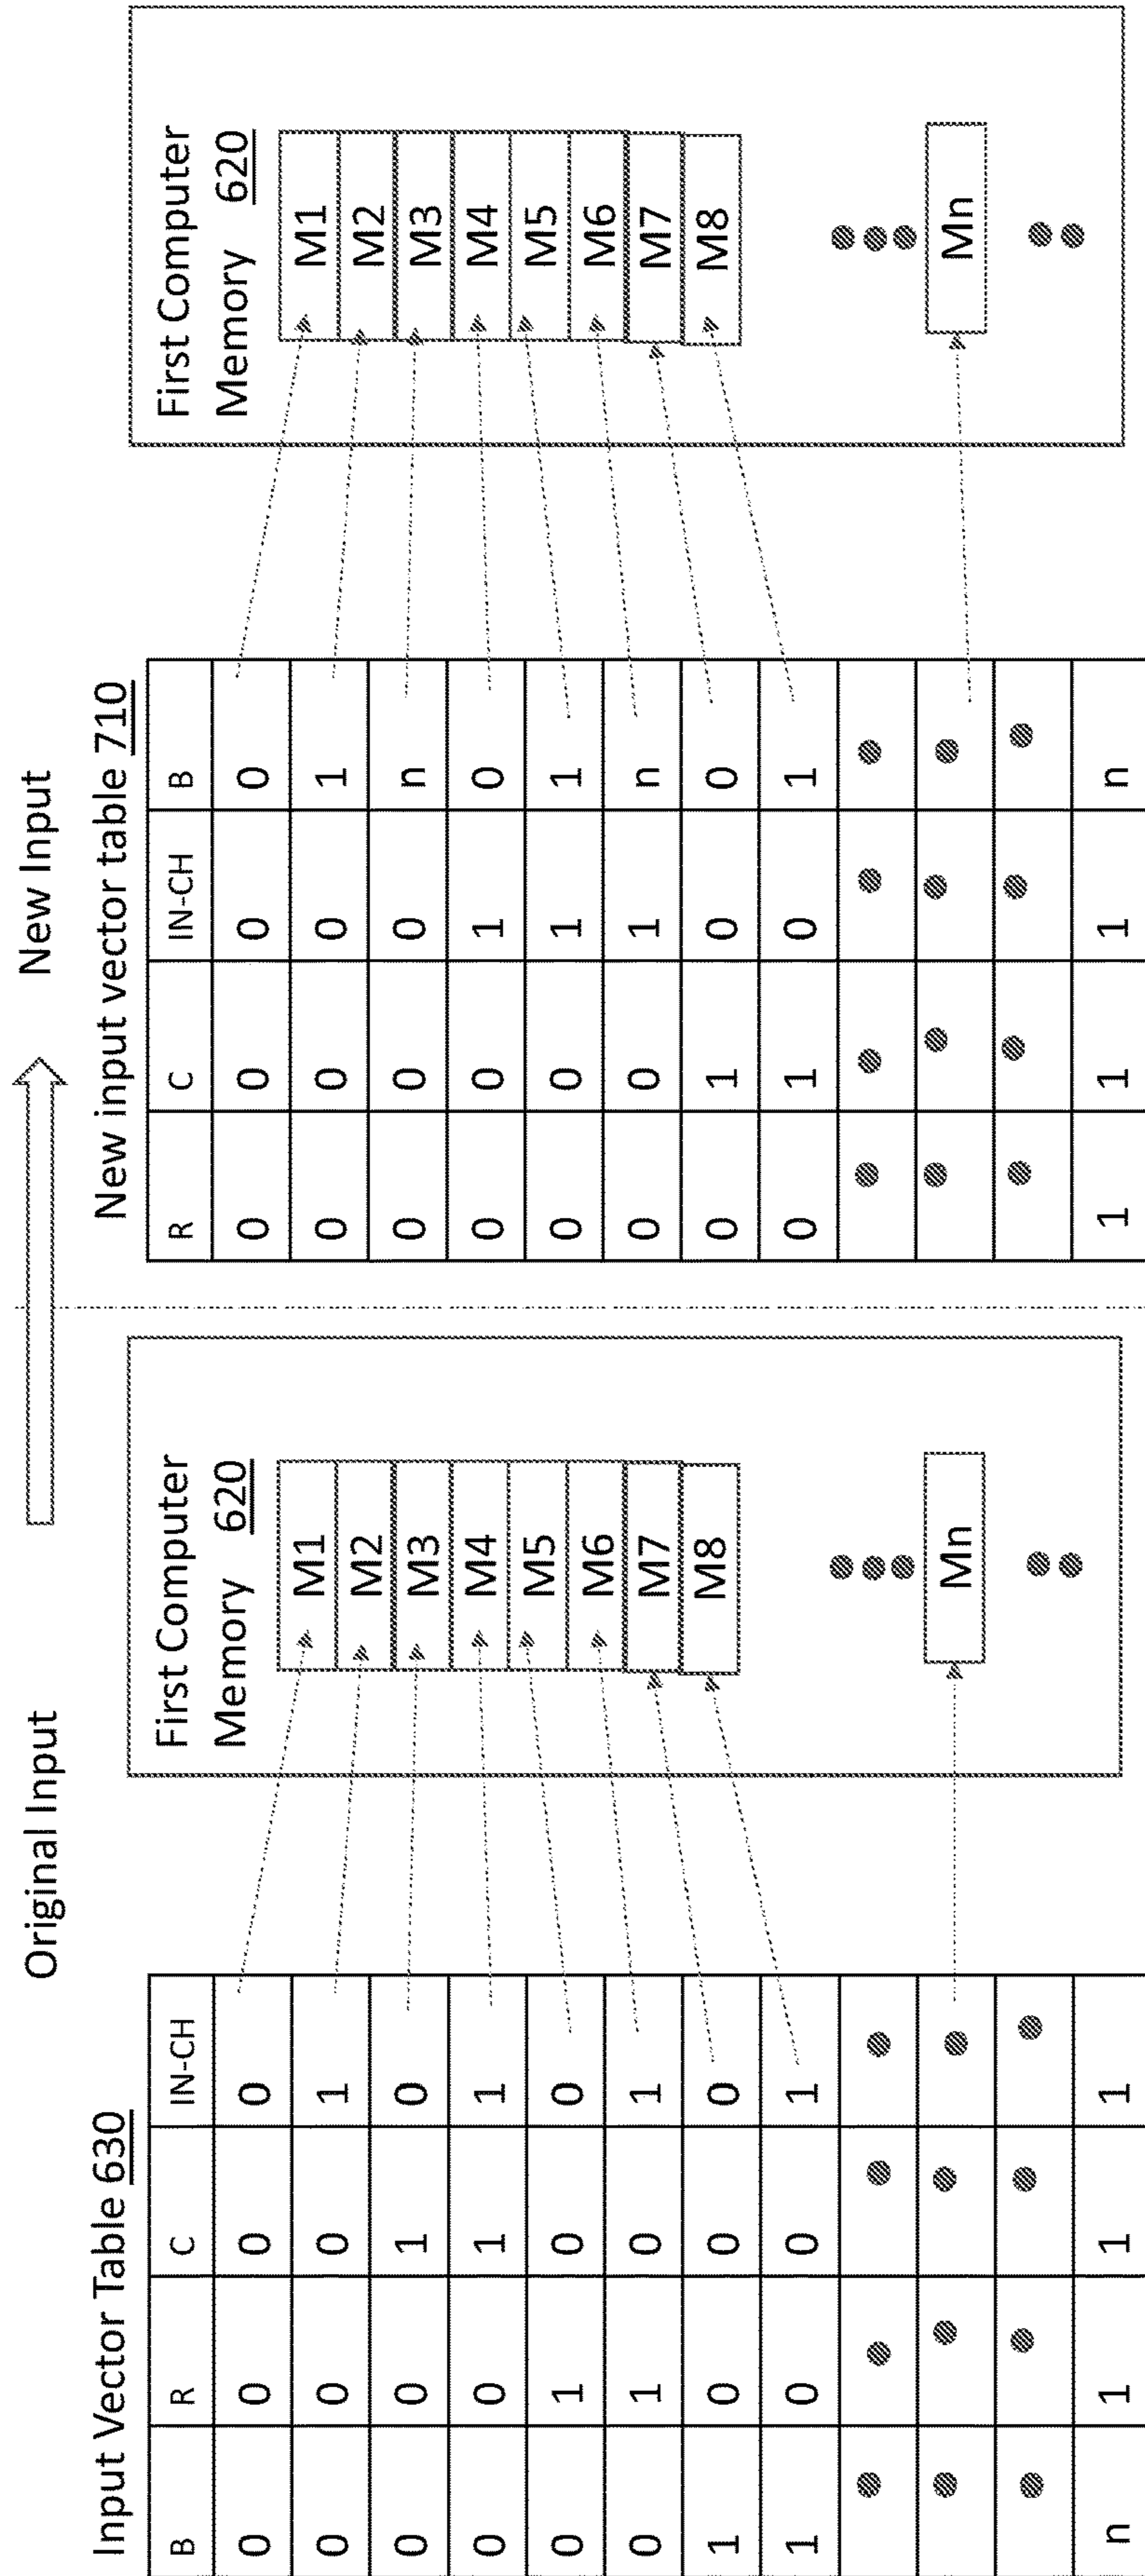 Original Input
New Input
Input Vector Table 630
B R C IN-CH
0 0 0 0
0 0 0 1
0 0 1 0
0 0 1 1
0 1 0 0
0 1 0 1
1 0 0 0
1 0 0 1
n 1 1 1
First Computer
Memory 620
M1
M2
M3
M4
M5
M6
M7
M8
Mn
New input vector table 710
R C IN-CH B
0 0 0 0
0 0 0 1
0 0 0 n
0 0 1 0
0 0 1 1
0 0 1 n
0 1 0 0
0 1 0 1
1 1 1 n
First Computer
Memory 620
M1
M2
M3
M4
M5
M6
M7
M8
Mn